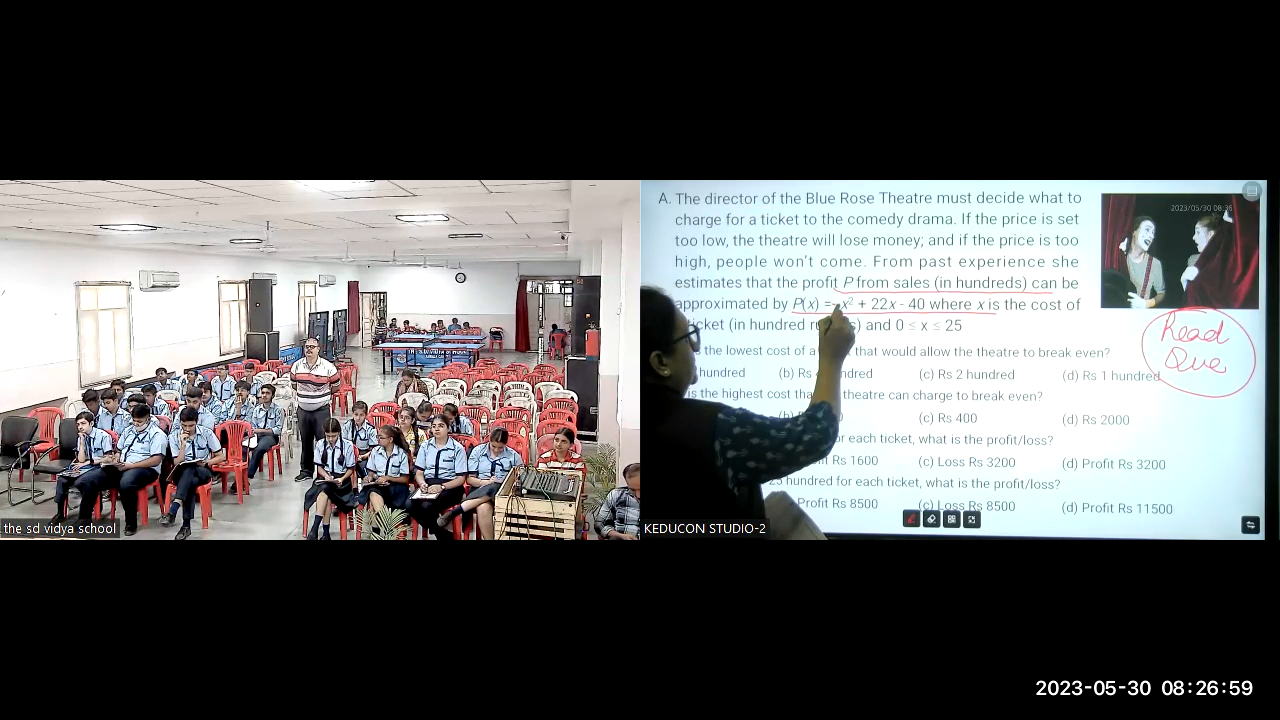 A. The director of the Blue Rose Theatre must decide what to
charge for a ticket to the comedy drama. If the price is set
too low, the theatre will lose money; and if the price is too
high, people won't come. From past experience she
estimates that the profit P from sales (in hundreds) can be
approximated by P(x) = -x² + 22x - 40 where x is the cost of
ticket (in hundred and 0 ≤ x ≤ 25
the lowest cost of a that would allow the theatre to break even?
hundred (b) Rs (c) Rs 2 hundred (d) Rs 1 hundred
is the highest cost theatre can charge to break even?
(c) Rs 400 (d) Rs 2000
for each ticket, what is the profit/loss?
Rs 1600 (c) Loss Rs 3200 (d) Profit Rs 3200
25 hundred for each ticket, what is the profit/loss?
Profit Rs 8500 (c) Loss Rs 8500 (d) Profit Rs 11500
Read
Que
the sd vidya school
KEDUCON STUDIO-2
2023-05-30 08:26:59